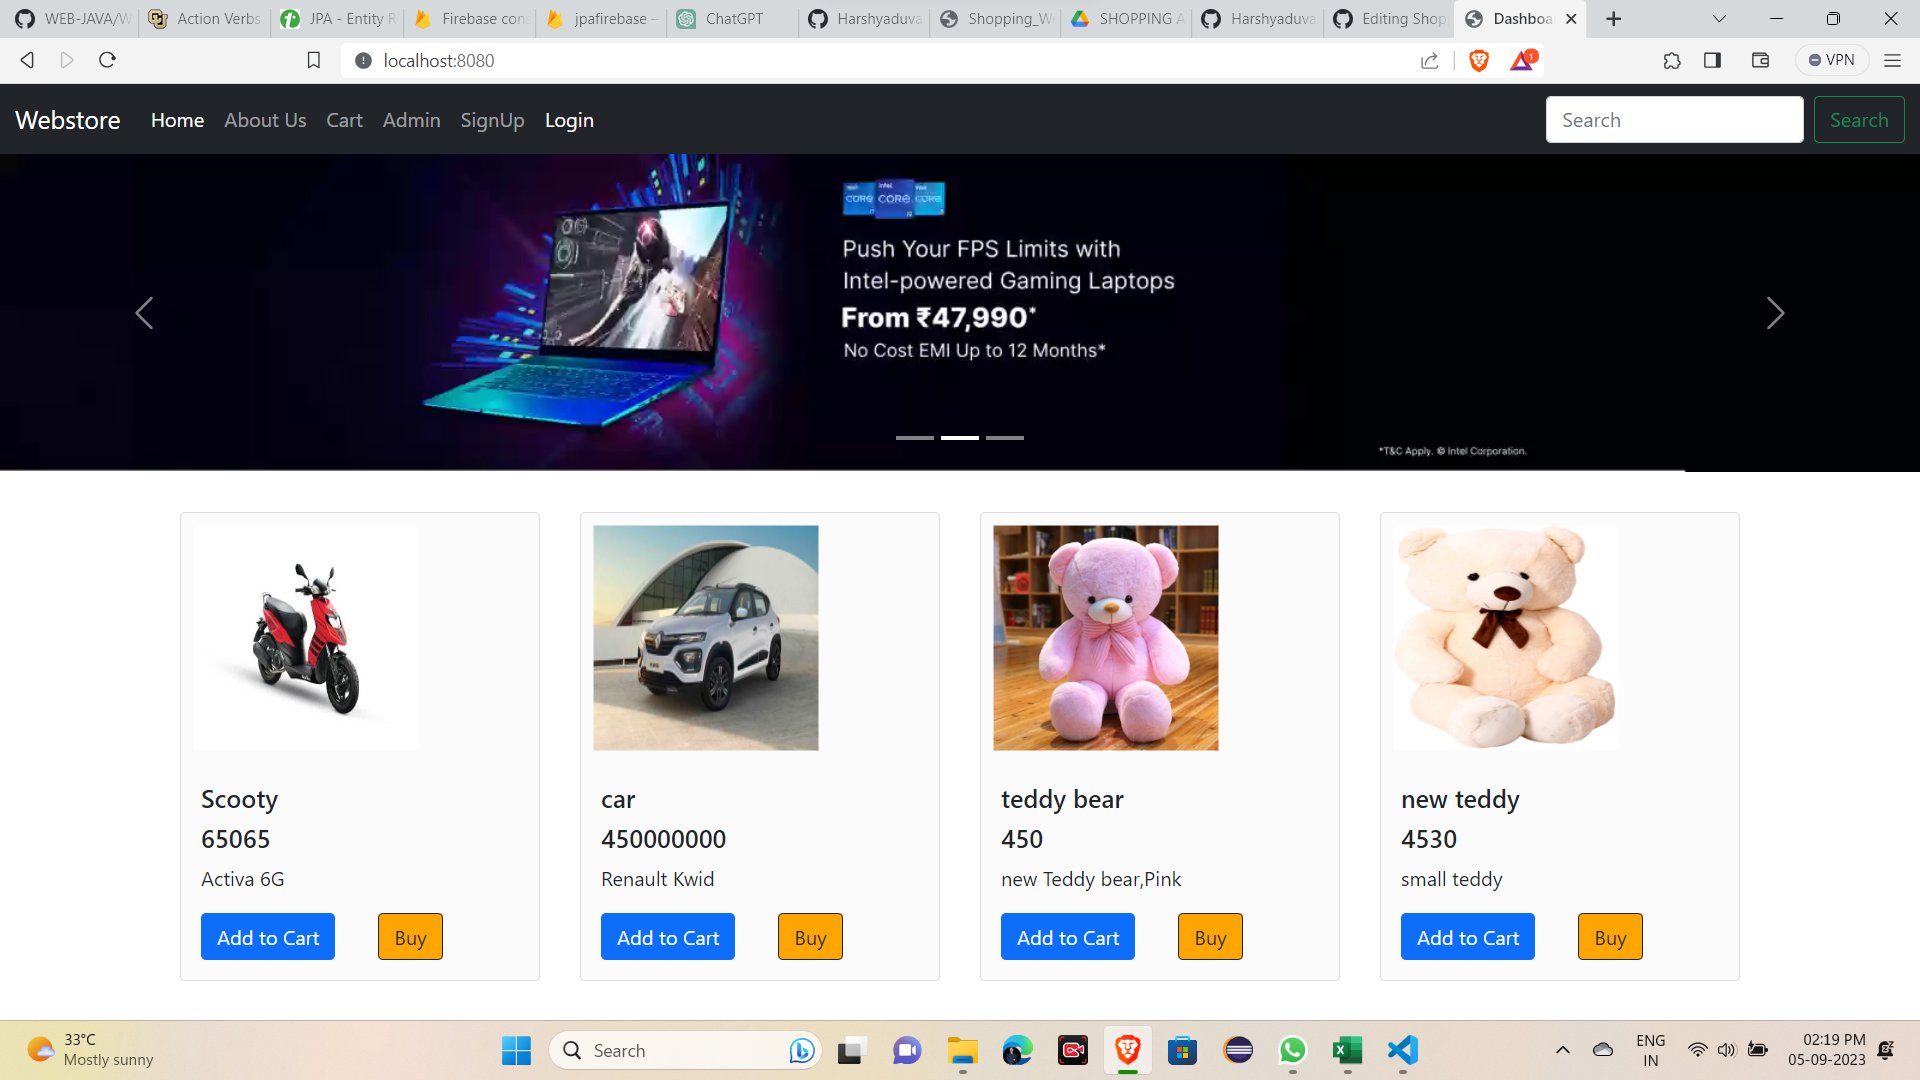 WEB-JAVA/W
Action Verbs
JPA - Entity R
Firebase cons
jpafirebase –
ChatGPT
Harshyaduva
Shopping_W
SHOPPING A
Harshyaduva
Editing Shop
Dashboa
localhost:8080
1
VPN
Webstore
Home
About Us
Cart
Admin
SignUp
Login
Search
Search
intel
CORE CORE CORE
Push Your FPS Limits with
Intel-powered Gaming Laptops
From ₹47,990*
No Cost EMI Up to 12 Months*
*T&C Apply. © Intel Corporation.
Scooty
65065
Activa 6G
Add to Cart
Buy
car
450000000
Renault Kwid
Add to Cart
Buy
teddy bear
450
new Teddy bear,Pink
Add to Cart
Buy
new teddy
4530
small teddy
Add to Cart
Buy
33°C
Mostly sunny
Search
ENG
IN
02:19 PM
05-09-2023